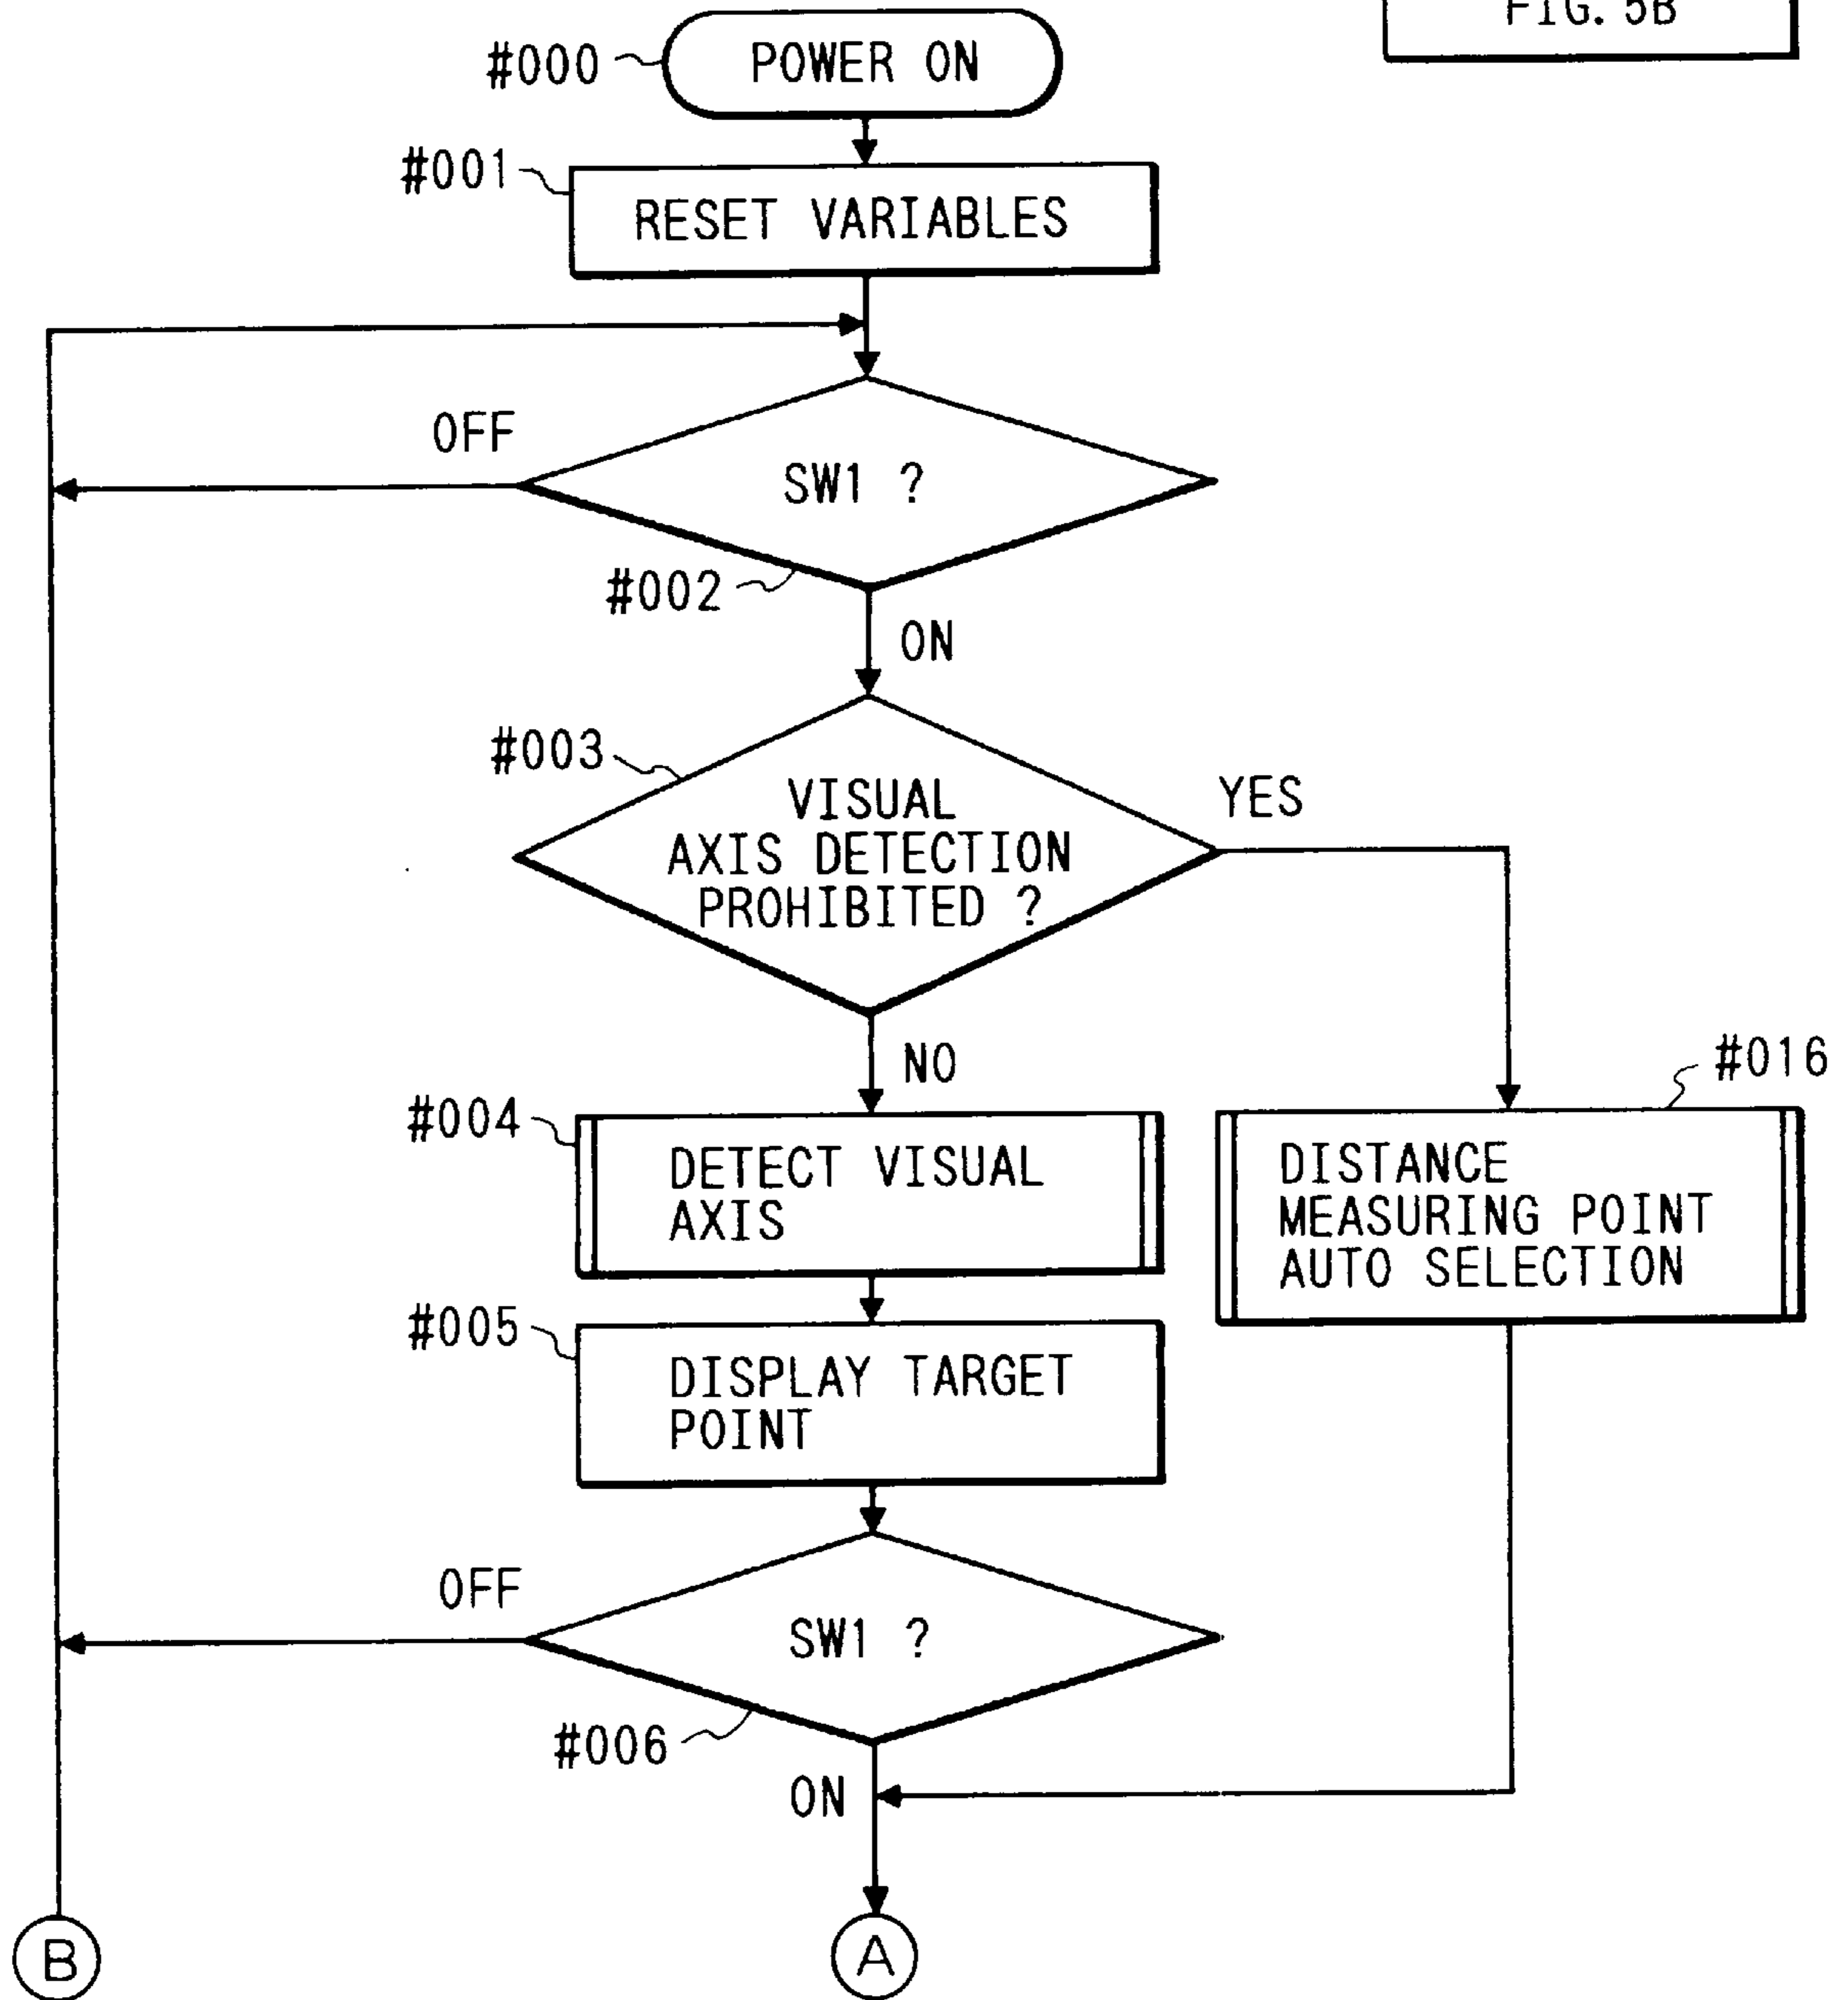 FIG. 5B
#000
POWER ON
#001
RESET VARIABLES
OFF
SW1 ?
#002
ON
#003
VISUAL
AXIS DETECTION
PROHIBITED ?
YES
NO
#016
#004
DETECT VISUAL
AXIS
DISTANCE
MEASURING POINT
AUTO SELECTION
#005
DISPLAY TARGET
POINT
OFF
SW1 ?
#006
ON
B
A